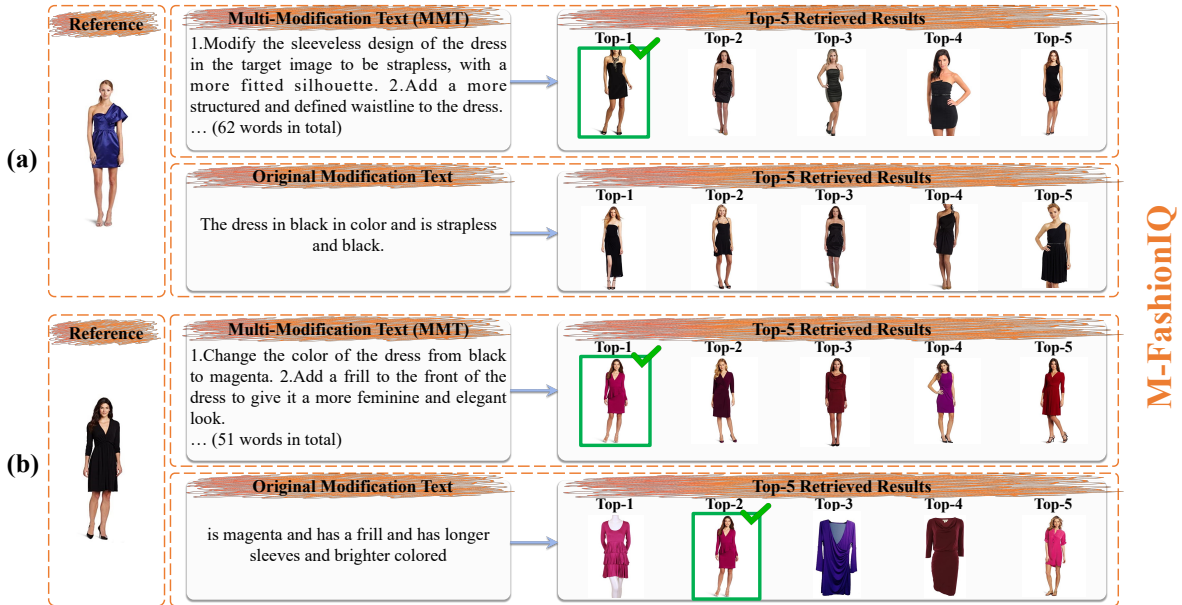 Reference
Multi-Modification Text (MMT)
Top-5 Retrieved Results
1.Modify the sleeveless design of the dress
in the target image to be strapless, with a
more fitted silhouette. 2.Add a more
structured and defined waistline to the dress.
… (62 words in total)
Top-1 Top-2 Top-3 Top-4 Top-5
(a)
Original Modification Text
Top-5 Retrieved Results
The dress in black in color and is strapless
and black.
Top-1 Top-2 Top-3 Top-4 Top-5
Reference
Multi-Modification Text (MMT)
Top-5 Retrieved Results
1.Change the color of the dress from black
to magenta. 2.Add a frill to the front of the
dress to give it a more feminine and elegant
look.
… (51 words in total)
Top-1 Top-2 Top-3 Top-4 Top-5
(b)
Original Modification Text
Top-5 Retrieved Results
is magenta and has a frill and has longer
sleeves and brighter colored
Top-1 Top-2 Top-3 Top-4 Top-5
M-FashionIQ